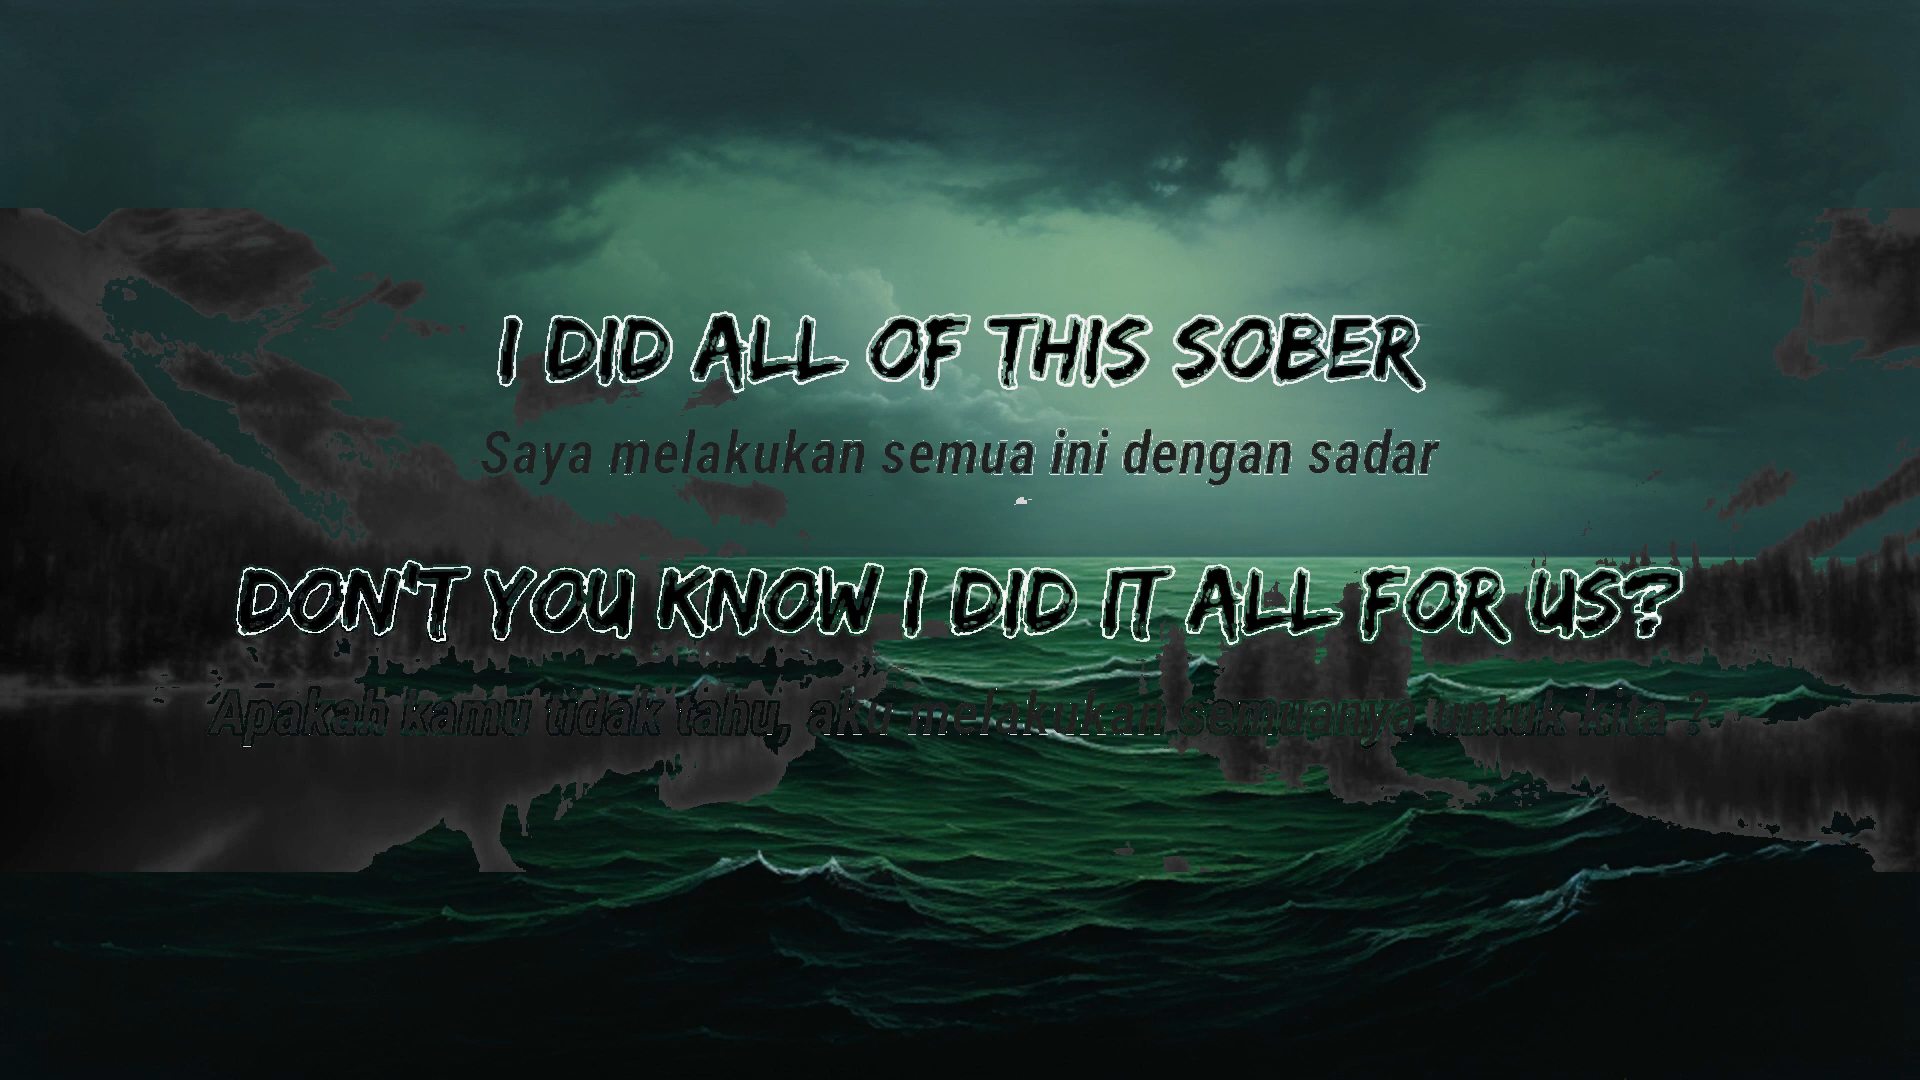 I DID ALL OF THIS SOBER
Saya melakukan semua ini dengan sadar
DON'T YOU KNOW I DID IT ALL FOR US?
Apakah kamu tidak tahu, aku melakukan semuanya untuk kita ?